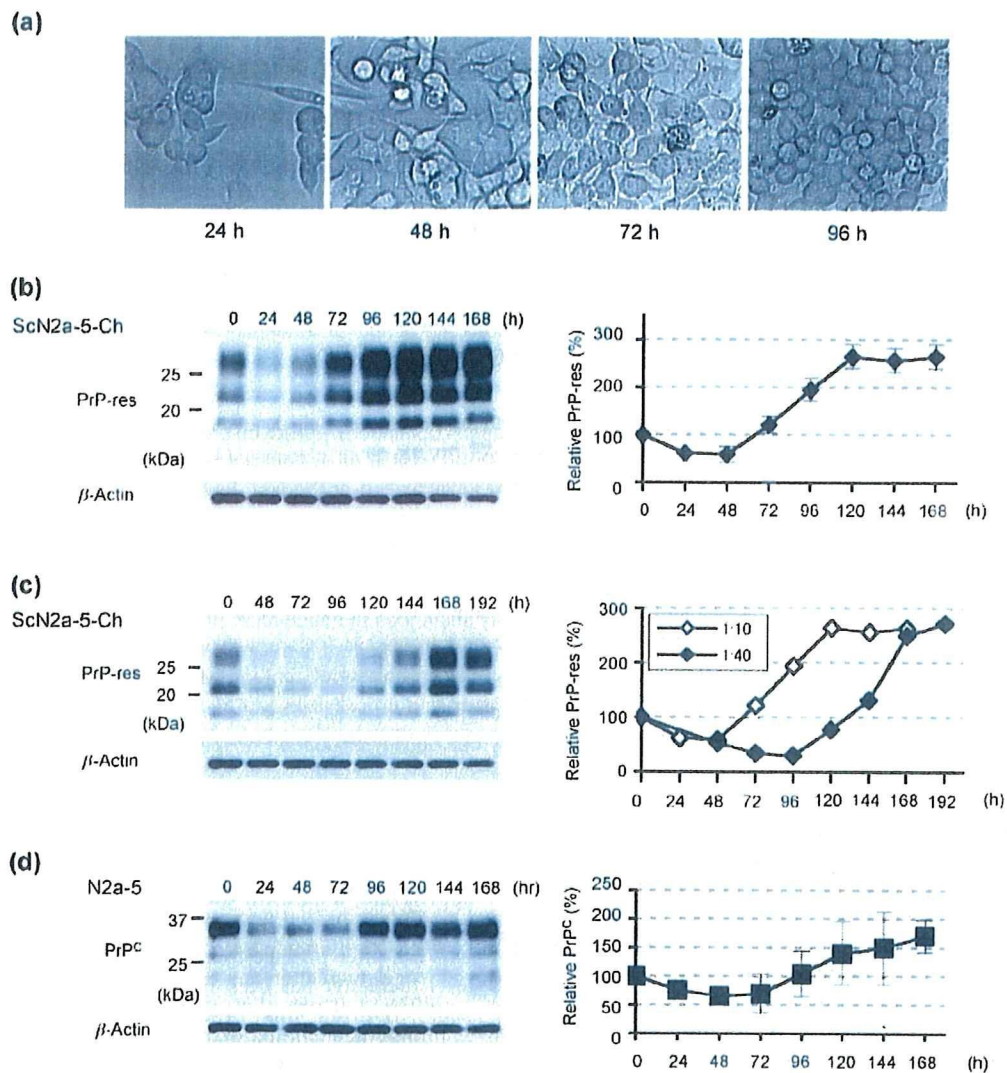 (a)
24 h 48 h 72 h 96 h
(b)
ScN2a-5-Ch
0 24 48 72 96 120 144 168 (h)
PrP-res
25
20
(kDa)
β-Actin
Relative PrP-res (%)
300
200
100
0
0 24 48 72 96 120 144 168 (h)
(c)
ScN2a-5-Ch
0 48 72 96 120 144 168 192 (h)
PrP-res
25
20
(kDa)
β-Actin
Relative PrP-res (%)
300
200
100
0
1·10
1·40
0 24 48 72 96 120 144 168 192 (h)
(d)
N2a-5
0 24 48 72 96 120 144 168 (hr)
37
PrPᶜ
25
(kDa)
β-Actin
Relative PrPᶜ (%)
250
200
150
100
50
0
0 24 48 72 96 120 144 168 (h)